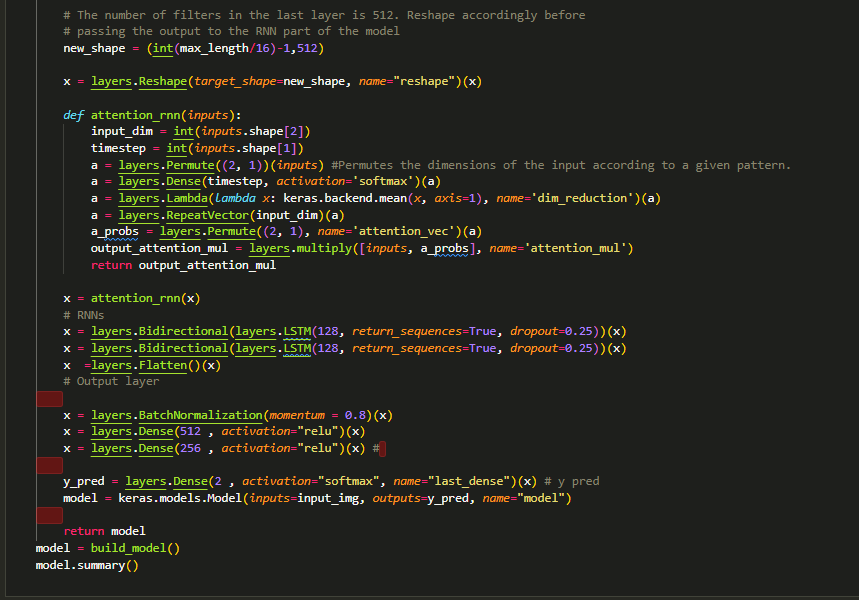 # The number of filters in the last layer is 512. Reshape accordingly before
# passing the output to the RNN part of the model
new_shape = (int(max_length/16)-1,512)
x = layers.Reshape(target_shape=new_shape, name="reshape")(x)
def attention_rnn(inputs):
input_dim = int(inputs.shape[2])
timestep = int(inputs.shape[1])
a = layers.Permute((2, 1))(inputs) #Permutes the dimensions of the input according to a given pattern.
a = layers.Dense(timestep, activation='softmax')(a)
a = layers.Lambda(lambda x: keras.backend.mean(x, axis=1), name='dim_reduction')(a)
a = layers.RepeatVector(input_dim)(a)
a_probs = layers.Permute((2, 1), name='attention_vec')(a)
output_attention_mul = layers.multiply([inputs, a_probs], name='attention_mul')
return output_attention_mul
x = attention_rnn(x)
# RNNs
x = layers.Bidirectional(layers.LSTM(128, return_sequences=True, dropout=0.25))(x)
x = layers.Bidirectional(layers.LSTM(128, return_sequences=True, dropout=0.25))(x)
x =layers.Flatten()(x)
# Output layer
x = layers.BatchNormalization(momentum = 0.8)(x)
x = layers.Dense(512 , activation="relu")(x)
x = layers.Dense(256 , activation="relu")(x) #
y_pred = layers.Dense(2 , activation="softmax", name="last_dense")(x) # y pred
model = keras.models.Model(inputs=input_img, outputs=y_pred, name="model")
return model
model = build_model()
model.summary()